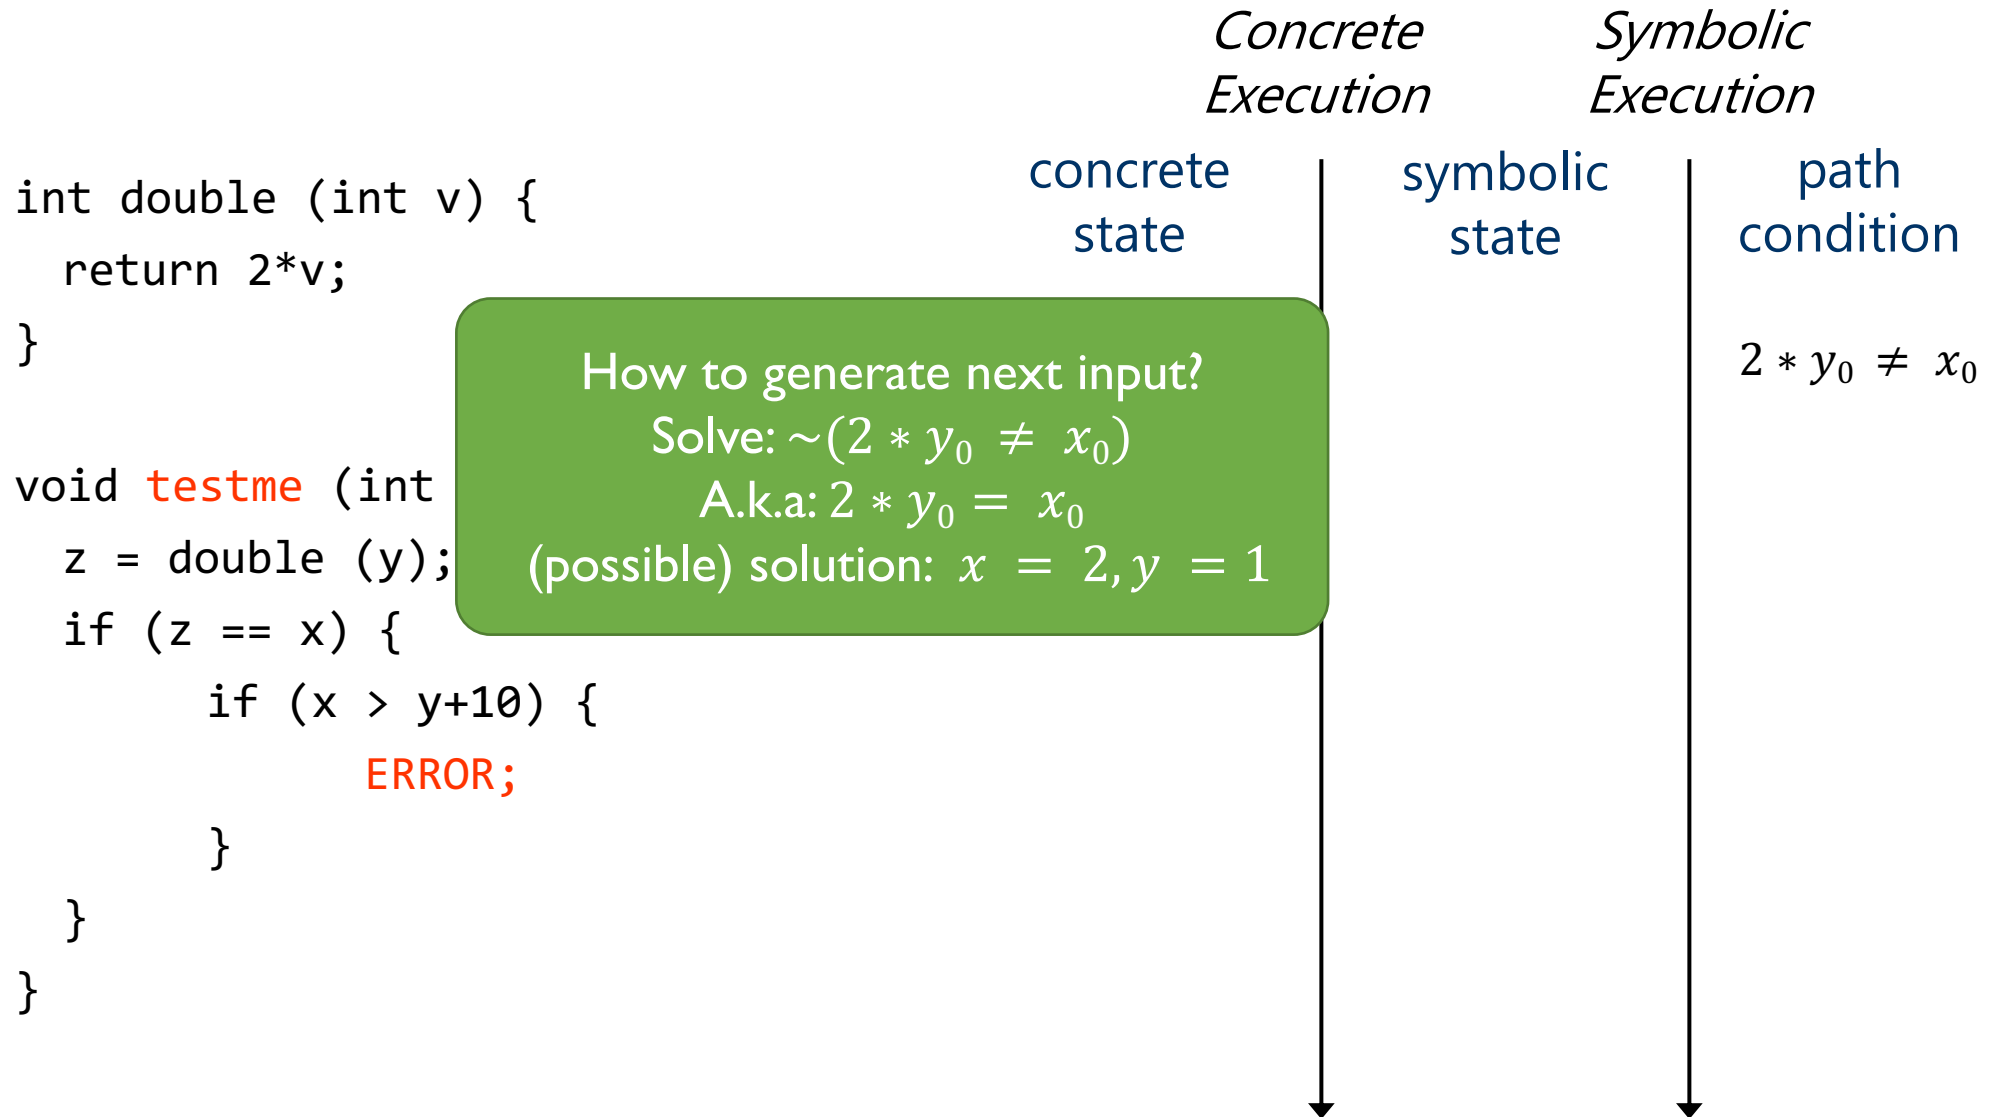 Concrete Execution
Symbolic Execution
concrete state
symbolic state
path condition
int double (int v) {
return 2*v;
}
2 * y₀ ≠ x₀
How to generate next input?
Solve: ~(2 * y₀ ≠ x₀)
A.k.a: 2 * y₀ = x₀
(possible) solution: x = 2, y = 1
void testme (int
z = double (y);
if (z == x) {
if (x > y+10) {
ERROR;
}
}
}